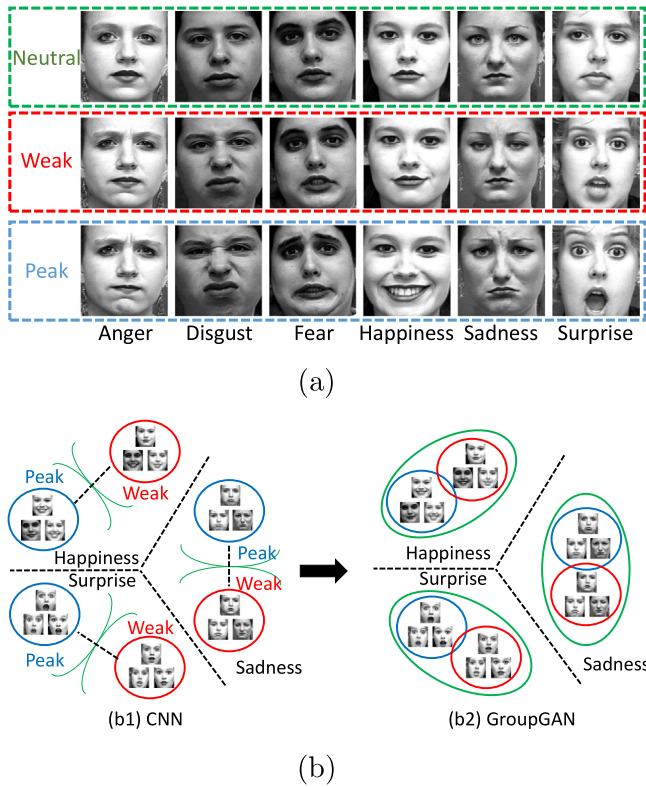 Neutral
Weak
Peak
Anger Disgust Fear Happiness Sadness Surprise
(a)
Peak
Weak
Happiness
Surprise
Peak
Weak
Peak
Weak
Sadness
(b1) CNN
Happiness
Surprise
Sadness
(b2) GroupGAN
(b)